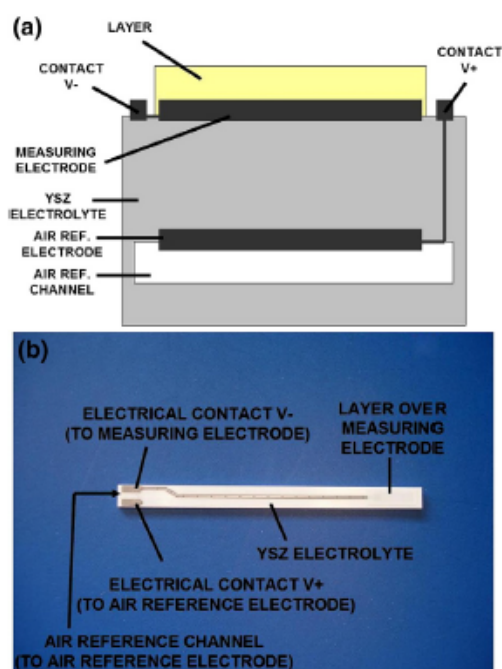 (a)
LAYER
CONTACT
V-
CONTACT
V+
MEASURING
ELECTRODE
YSZ
ELECTROLYTE
AIR REF.
ELECTRODE
AIR REF.
CHANNEL
(b)
ELECTRICAL CONTACT V-
(TO MEASURING ELECTRODE)
LAYER OVER
MEASURING
ELECTRODE
YSZ ELECTROLYTE
ELECTRICAL CONTACT V+
(TO AIR REFERENCE ELECTRODE)
AIR REFERENCE CHANNEL
(TO AIR REFERENCE ELECTRODE)